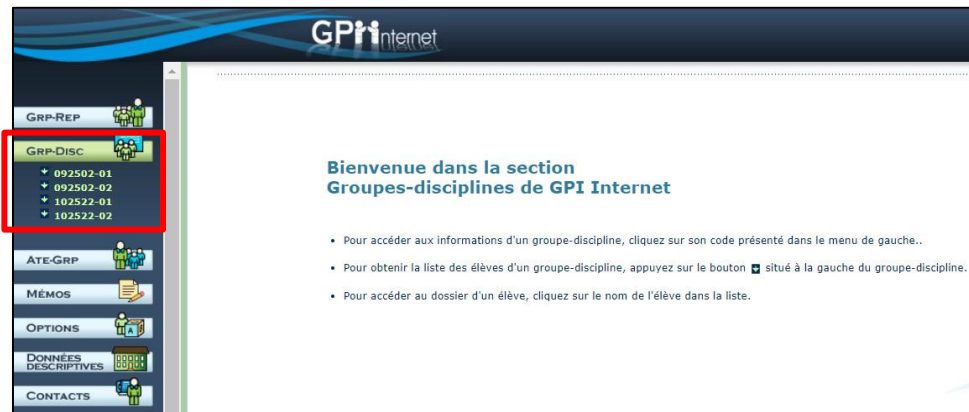 GPI Internet
GRP-REP
GRP-DISC
092502-01
092502-02
102522-01
102522-02
ATE-GRP
MÉMOS
OPTIONS
DONNÉES
DESCRIPTIVES
CONTACTS
Bienvenue dans la section
Groupes-disciplines de GPI Internet
• Pour accéder aux informations d'un groupe-discipline, cliquez sur son code présenté dans le menu de gauche..
• Pour obtenir la liste des élèves d'un groupe-discipline, appuyez sur le bouton situé à la gauche du groupe-discipline.
• Pour accéder au dossier d'un élève, cliquez sur le nom de l'élève dans la liste.